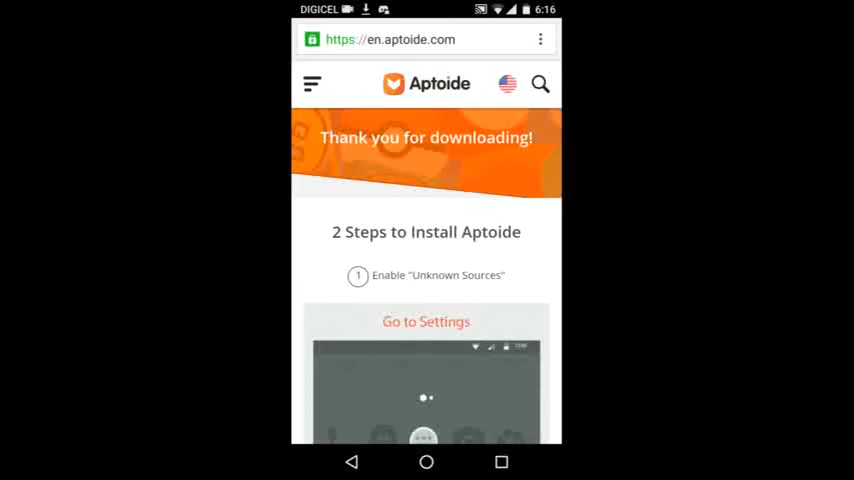 DIGICEL 6:16
https://en.aptoide.com
Aptoide
Thank you for downloading!
2 Steps to Install Aptoide
1 Enable "Unknown Sources"
Go to Settings